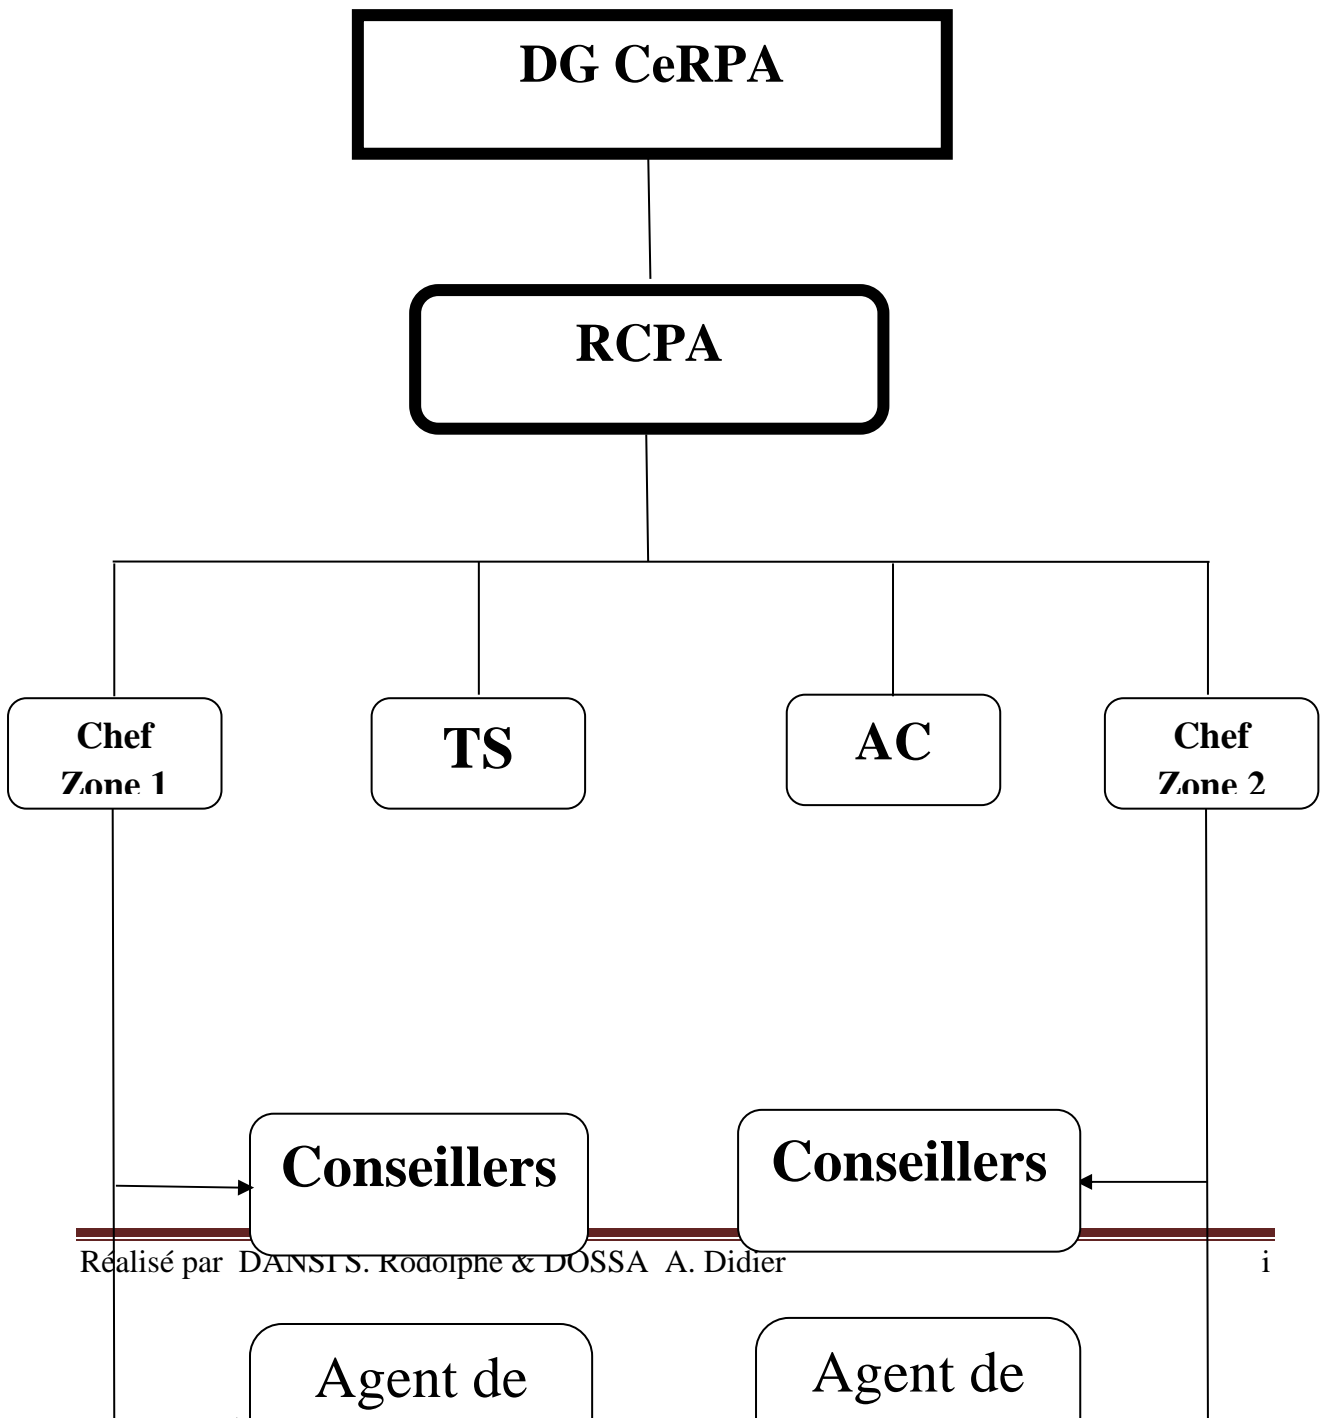 DG CeRPA
RCPA
Chef
Zone 1
TS
AC
Chef
Zone 2
Conseillers
Conseillers
Réalisé par DANSI S. Rodolphe & DOSSA A. Didier i
Agent de
Agent de